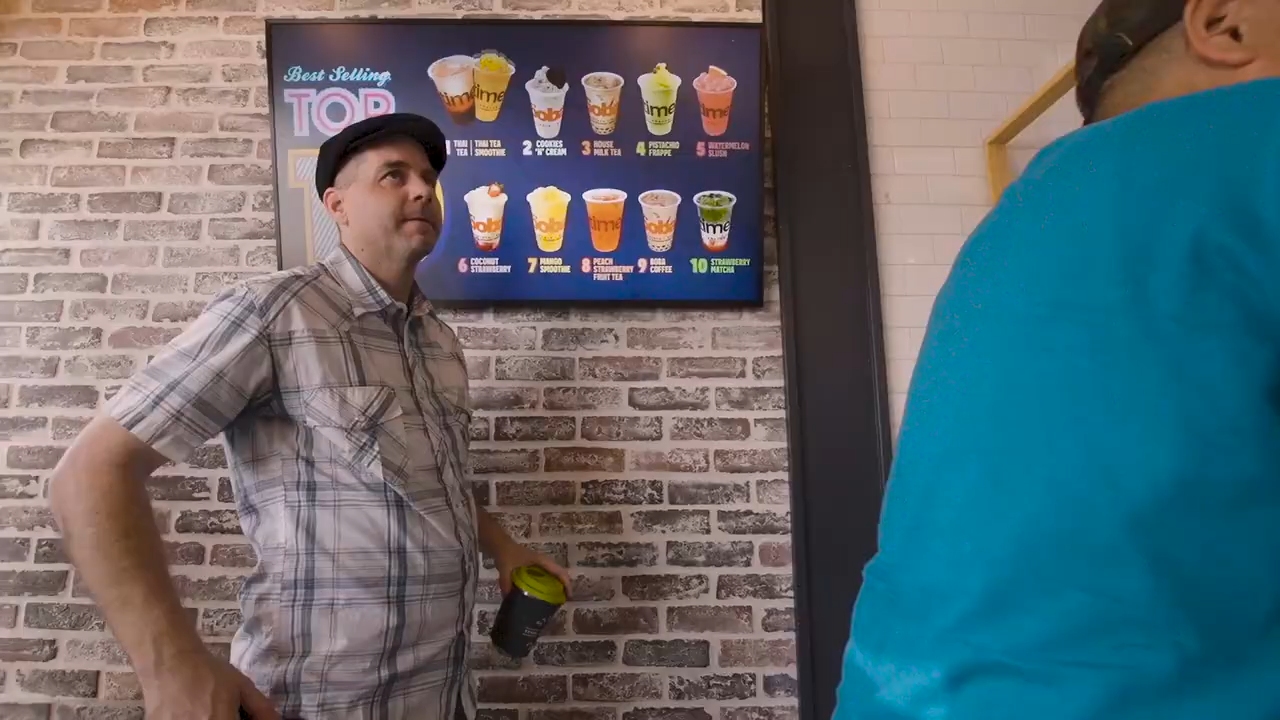 Best Selling
TOP
THAI TEA | THAI TEA SMOOTHIE
2 COOKIES 'N' CREAM
3 HOUSE MILK TEA
4 PISTACHIO FRAPPE
5 WATERMELON SLUSH
6 COCONUT STRAWBERRY
7 MANGO SMOOTHIE
8 PEACH STRAWBERRY FRUIT TEA
9 BOBA COFFEE
10 STRAWBERRY MATCHA